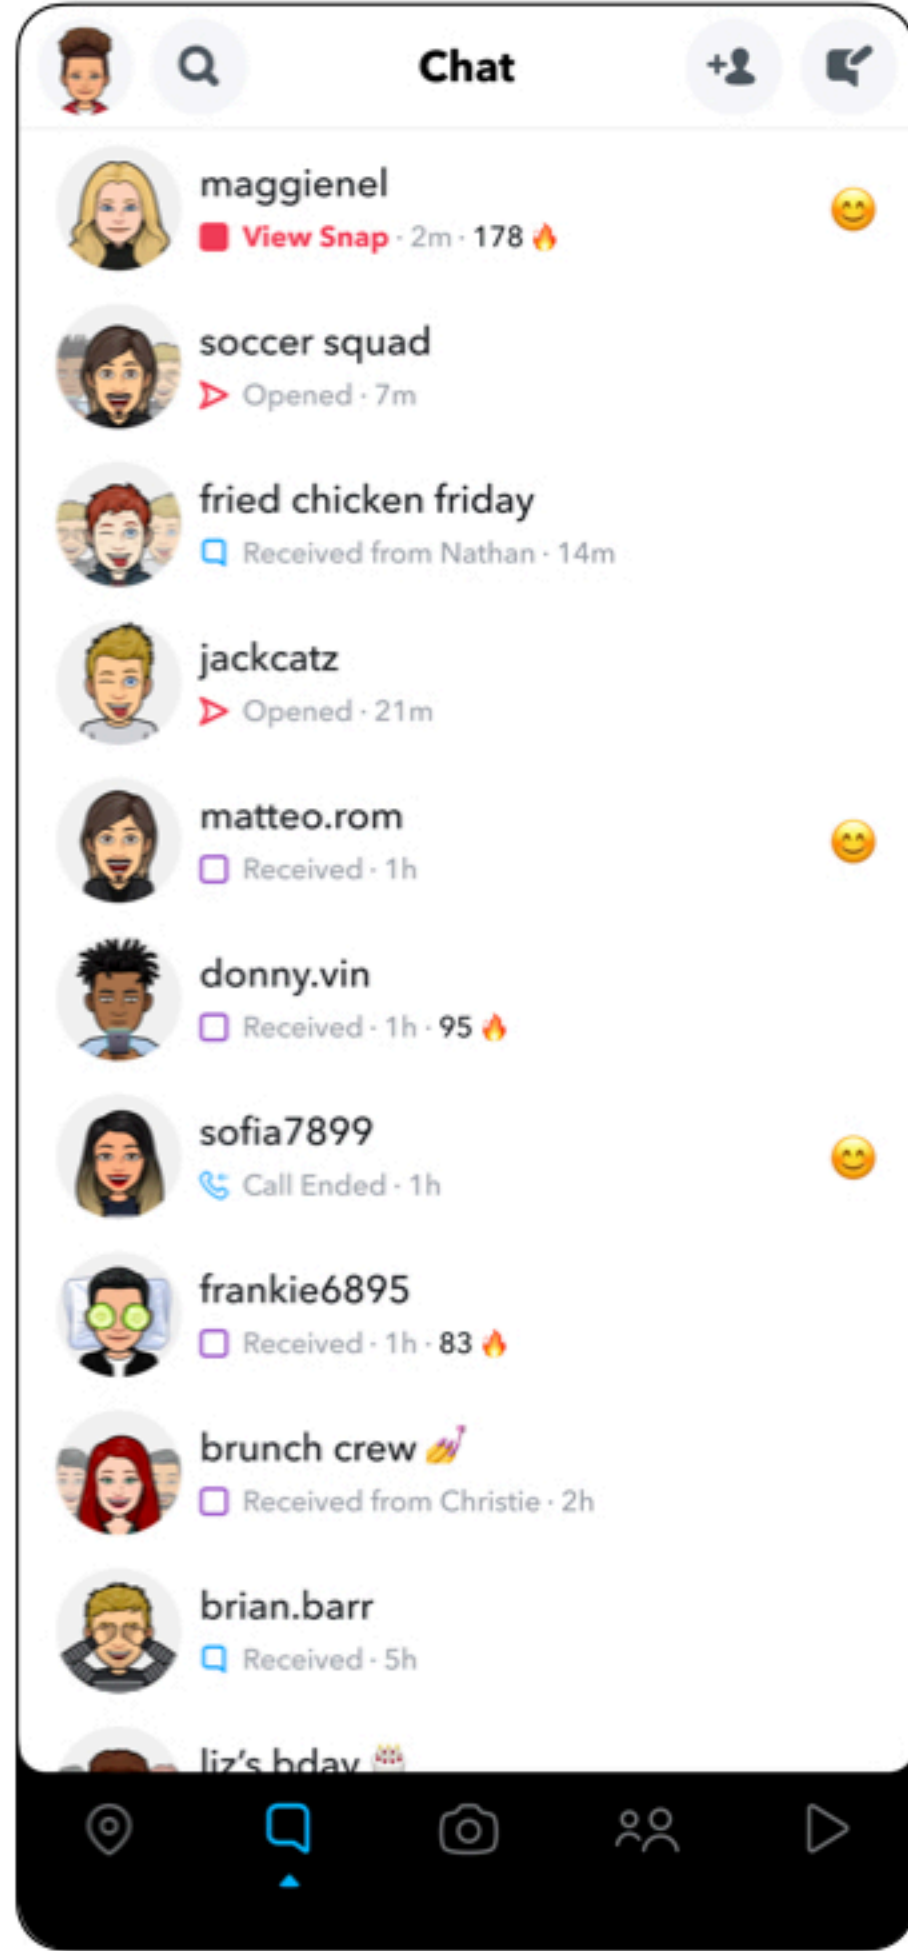 Chat
maggienel
View Snap · 2m · 178 🔥
😊
soccer squad
Opened · 7m
fried chicken friday
Received from Nathan · 14m
jackcatz
Opened · 21m
matteo.rom
Received · 1h
😊
donny.vin
Received · 1h · 95 🔥
sofia7899
Call Ended · 1h
😊
frankie6895
Received · 1h · 83 🔥
brunch crew 💅
Received from Christie · 2h
brian.barr
Received · 5h
liz's bday 🎂